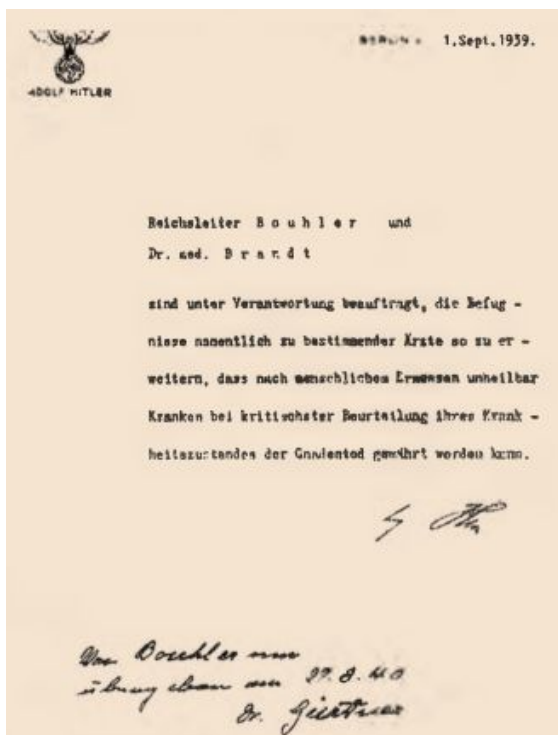 ADOLF HITLER
BERLIN, 1.Sept.1939.
Reichsleiter B o u h l e r und
Dr. med. B r a n d t
sind unter Verantwortung beauftragt, die Befug -
nisse namentlich zu bestimmender Ärzte so zu er -
weitern, dass nach menschlichem Ermessen unheilbar
Kranken bei kritischster Beurteilung ihres Krank -
heitszustandes der Gnadentod gewährt werden kann.
Von Bouhler mir
übergeben am 27.8.40
Dr. Gürtner